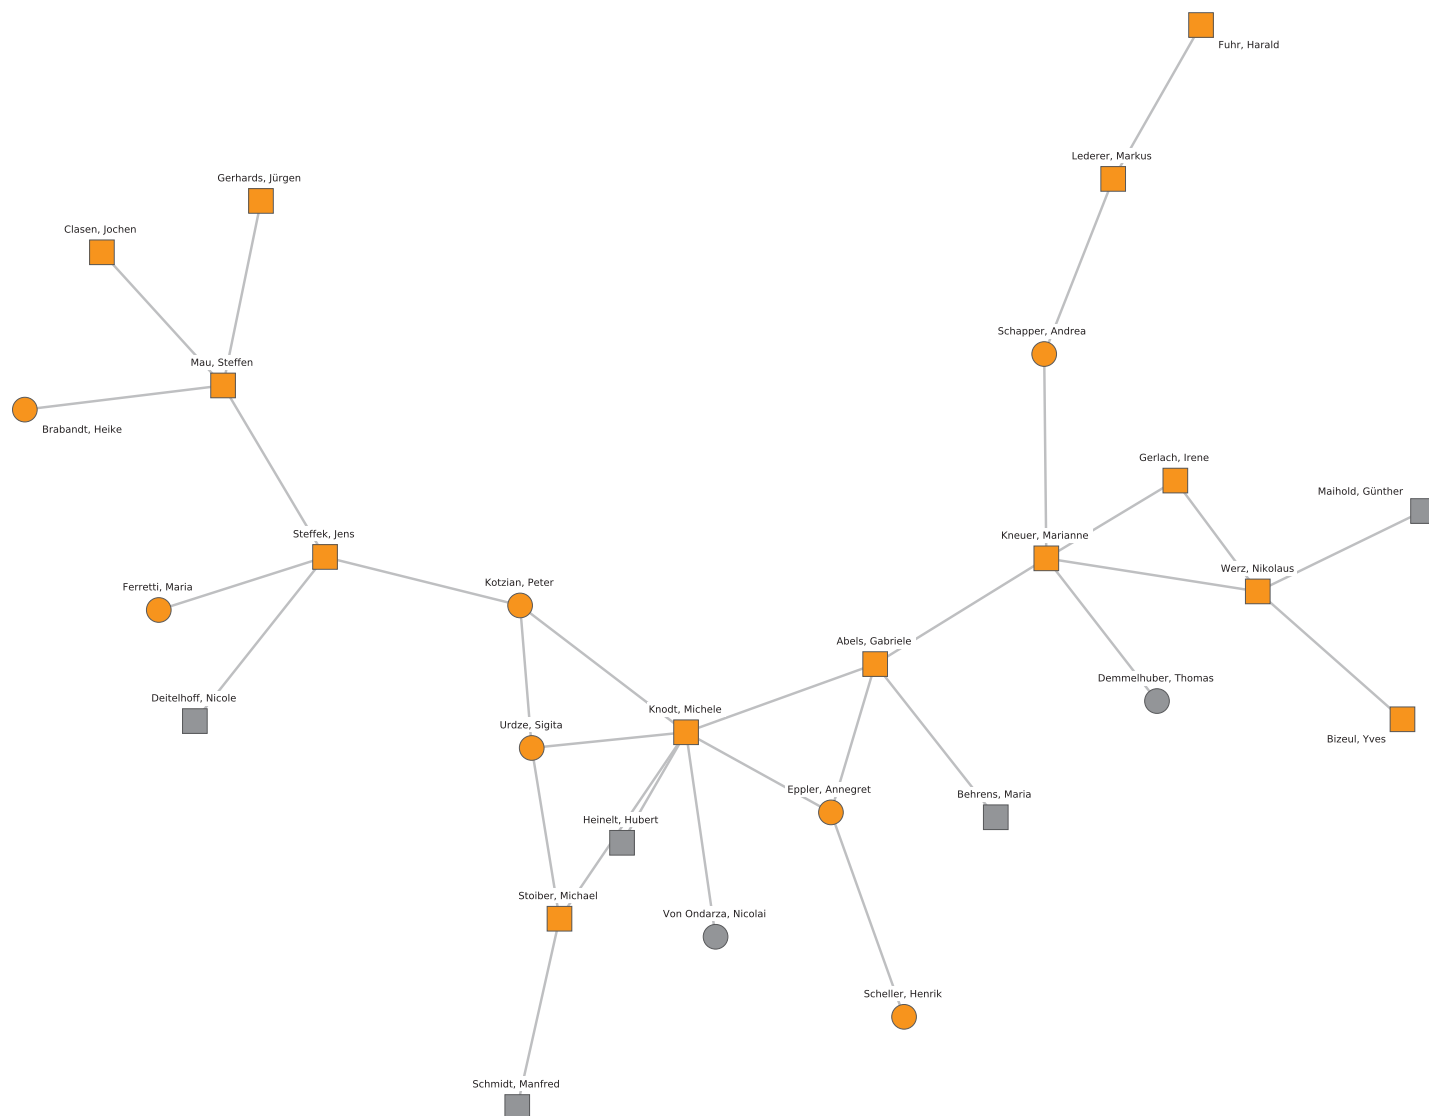 Fuhr, Harald
Lederer, Markus
Gerhards, Jürgen
Clasen, Jochen
Schapper, Andrea
Mau, Steffen
Brabandt, Heike
Gerlach, Irene
Maihold, Günther
Steffek, Jens
Kneuer, Marianne
Werz, Nikolaus
Kotzian, Peter
Ferretti, Maria
Abels, Gabriele
Demmelhuber, Thomas
Deitelhoff, Nicole
Knodt, Michele
Urdze, Sigita
Bizeul, Yves
Eppler, Annegret
Behrens, Maria
Heinelt, Hubert
Stoiber, Michael
Von Ondarza, Nicolai
Scheller, Henrik
Schmidt, Manfred